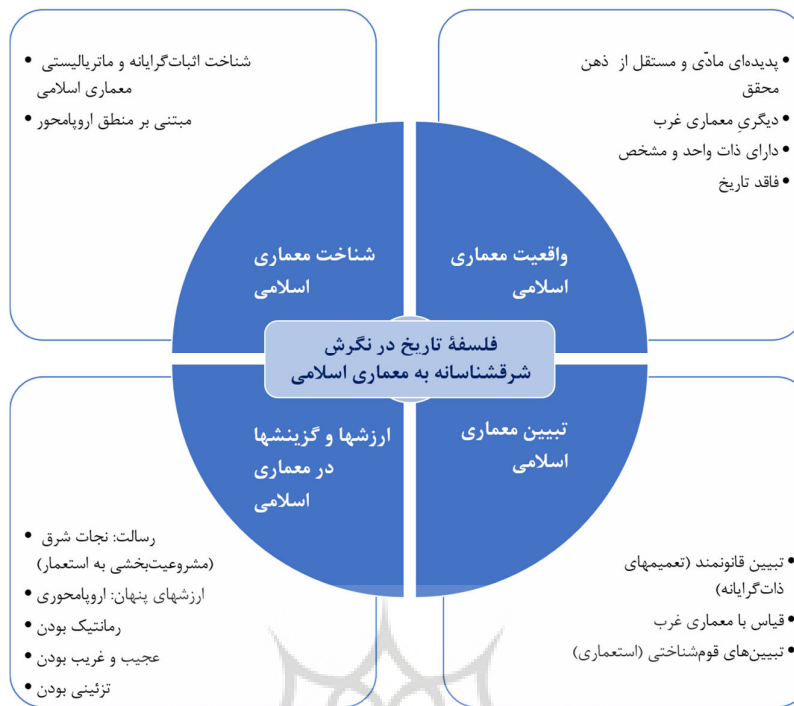 • پدیده‌ای مادّی و مستقل از ذهن
محقق
• دیگریِ معماری غرب
• دارای ذات واحد و مشخص
• فاقد تاریخ
• شناخت اثبات‌گرایانه و ماتریالیستی
معماری اسلامی
• مبتنی بر منطق اروپامحور
واقعیت معماری
اسلامی
شناخت معماری
اسلامی
فلسفهٔ تاریخ در نگرش
شرقشناسانه به معماری اسلامی
تبیین معماری
اسلامی
ارزشها و گزینشها
در معماری
اسلامی
• تبیین قانونمند (تعمیمهای
ذات‌گرایانه)
• قیاس با معماری غرب
• تبیین‌های قوم‌شناختی (استعماری)
• رسالت: نجات شرق
(مشروعیت‌بخشی به استعمار)
• ارزشهای پنهان: اروپامحوری
• رمانتیک بودن
• عجیب و غریب بودن
• تزئینی بودن